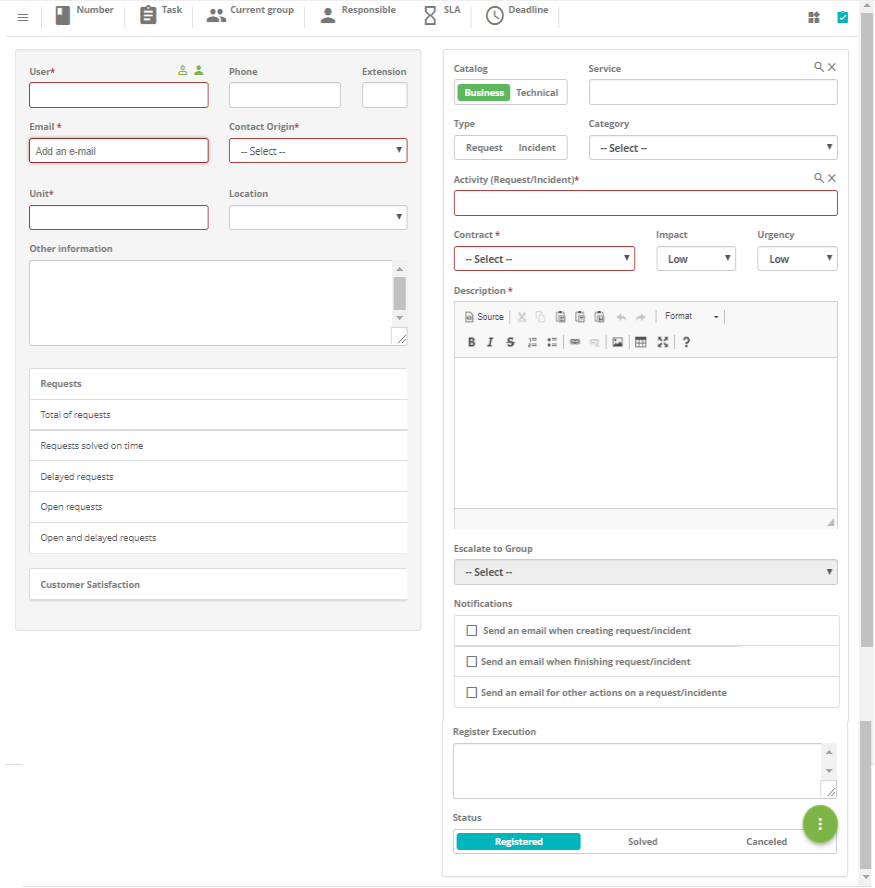 Number
Task
Current group
Responsible
SLA
Deadline
User*
Phone
Extension
Email *
Contact Origin*
Add an e-mail
-- Select --
Unit*
Location
Other information
Requests
Total of requests
Requests solved on time
Delayed requests
Open requests
Open and delayed requests
Customer Satisfaction
Catalog
Service
Business
Technical
Type
Category
Request
Incident
-- Select --
Activity (Request/Incident)*
Contract *
Impact
Urgency
-- Select --
Low
Low
Description *
Source
Format
B I S
?
Escalate to Group
-- Select --
Notifications
Send an email when creating request/incident
Send an email when finishing request/incident
Send an email for other actions on a request/incidente
Register Execution
Status
Registered
Solved
Canceled